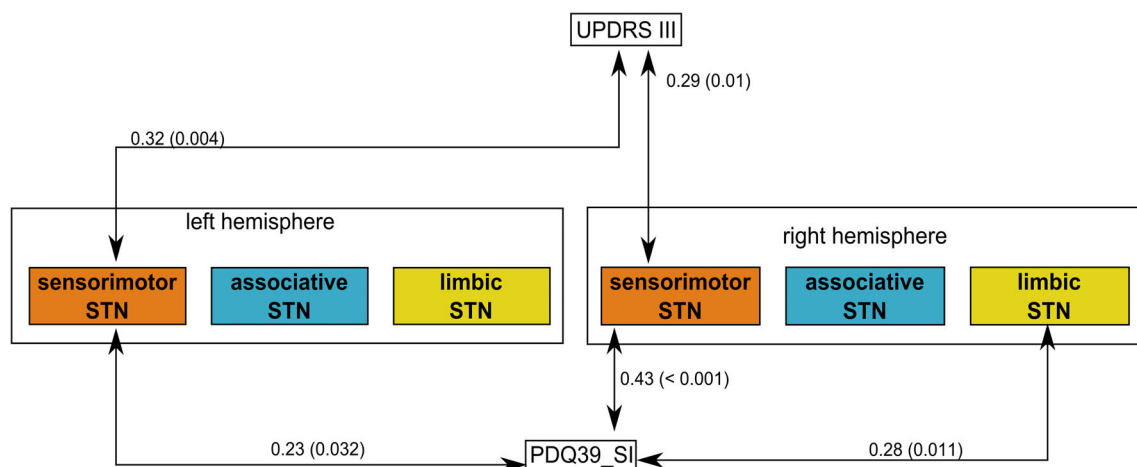 UPDRS III
0.29 (0.01)
0.32 (0.004)
left hemisphere
right hemisphere
sensorimotor
STN
associative
STN
limbic
STN
sensorimotor
STN
associative
STN
limbic
STN
0.43 (< 0.001)
0.23 (0.032)
0.28 (0.011)
PDQ39_SI